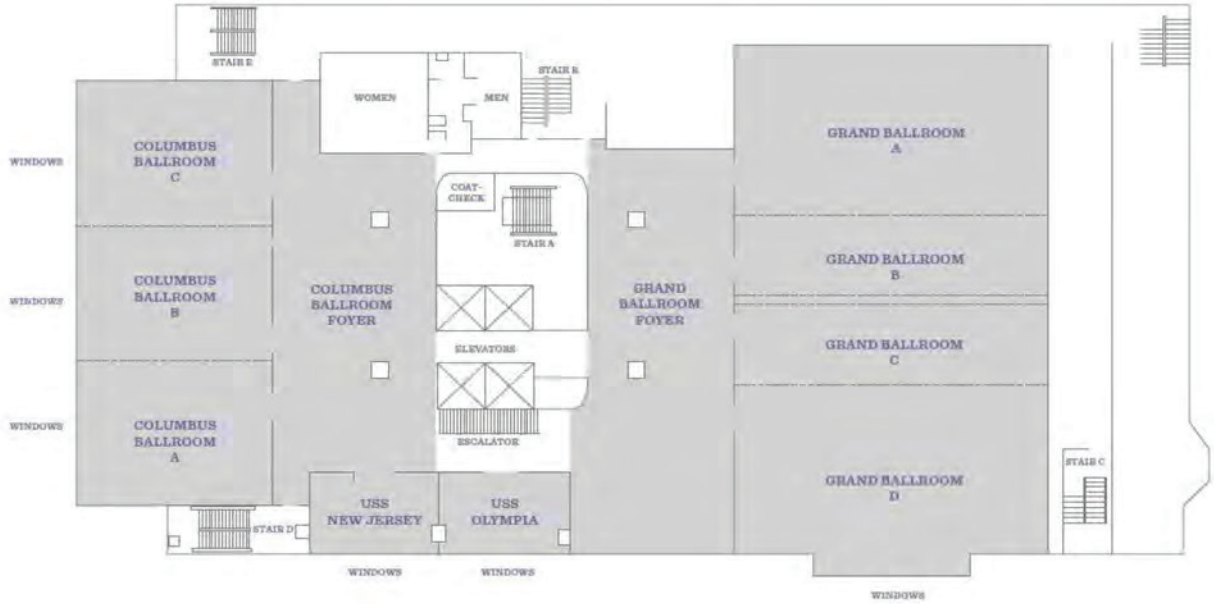 STAIR E
WOMEN
MEN
STAIR B
COLUMBUS
BALLROOM
C
WINDOWS
GRAND BALLROOM
A
COAT-
CHECK
STAIR A
COLUMBUS
BALLROOM
B
WINDOWS
COLUMBUS
BALLROOM
FOYER
GRAND
BALLROOM
FOYER
GRAND BALLROOM
B
ELEVATORS
GRAND BALLROOM
C
COLUMBUS
BALLROOM
A
WINDOWS
ESCALATOR
STAIR C
USS
NEW JERSEY
USS
OLYMPIA
GRAND BALLROOM
D
STAIR D
WINDOWS
WINDOWS
WINDOWS